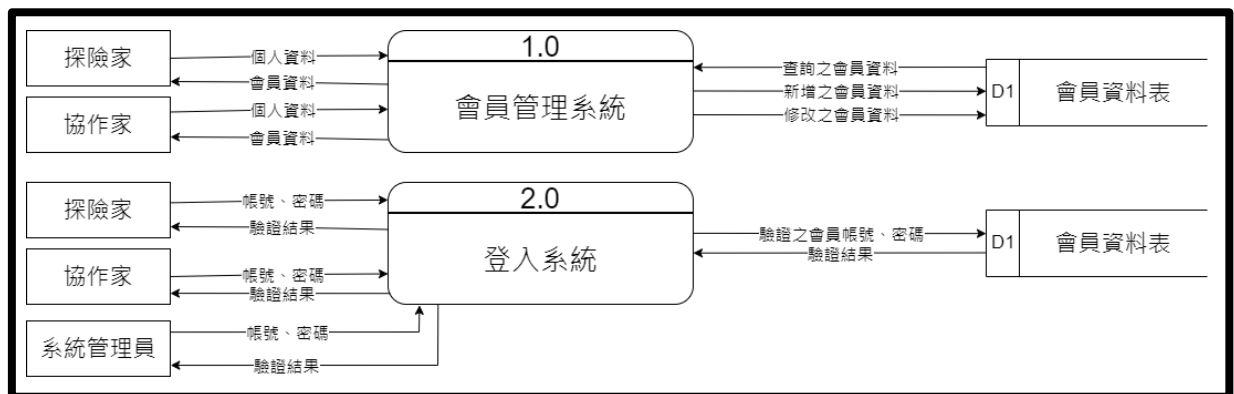 探險家
個人資料
會員資料
協作家
個人資料
會員資料
1.0
會員管理系統
查詢之會員資料
新增之會員資料
修改之會員資料
D1
會員資料表
探險家
帳號、密碼
驗證結果
協作家
帳號、密碼
驗證結果
系統管理員
帳號、密碼
驗證結果
2.0
登入系統
驗證之會員帳號、密碼
驗證結果
D1
會員資料表